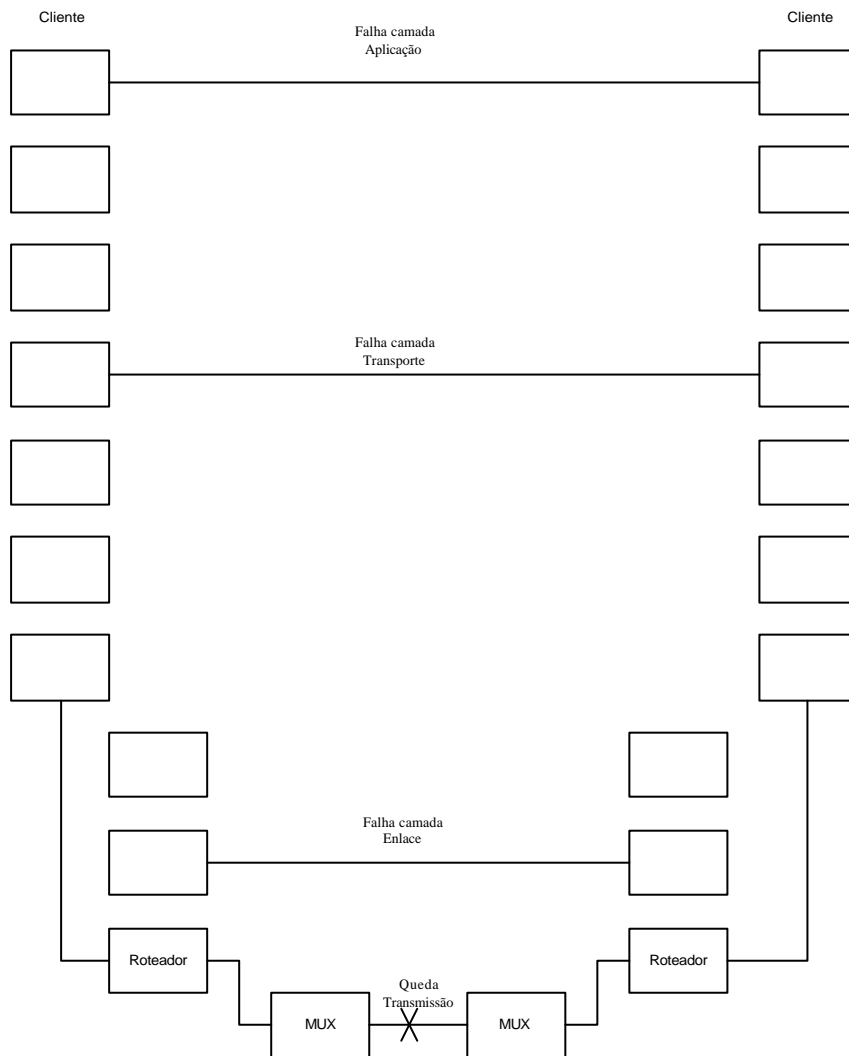 Cliente
Cliente
Falha camada
Aplicação
Falha camada
Transporte
Falha camada
Enlace
Roteador
Roteador
Queda
Transmissão
MUX
MUX